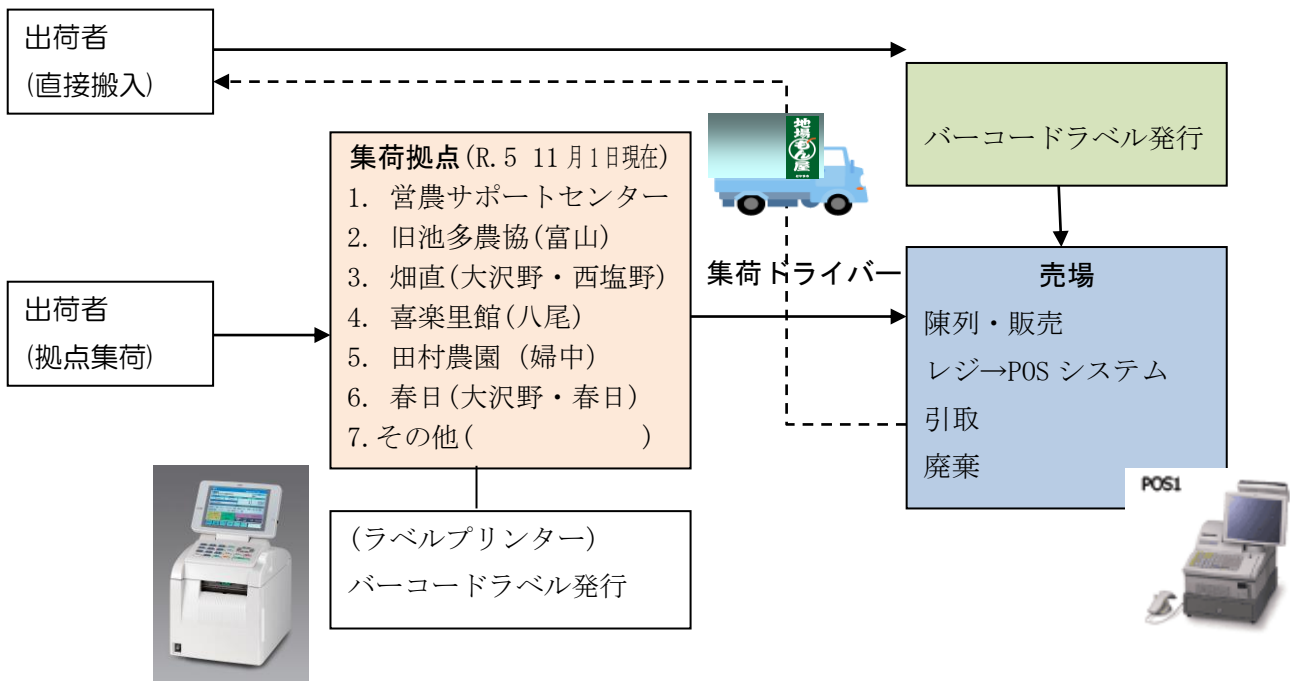 出荷者
(直接搬入)
バーコードラベル発行
地場もん屋
集荷拠点(R.5 11月1日現在)
1. 営農サポートセンター
2. 旧池多農協(富山)
3. 畑直(大沢野・西塩野)
4. 喜楽里館(八尾)
5. 田村農園 (婦中)
6. 春日(大沢野・春日)
7.その他(　　　　　　)
集荷ドライバー
出荷者
(拠点集荷)
売場
陳列・販売
レジ→POSシステム
引取
廃棄
(ラベルプリンター)
バーコードラベル発行
POS1